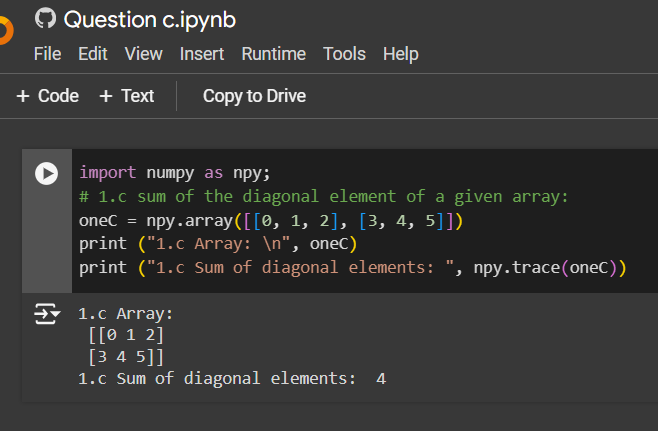 Question c.ipynb
File Edit View Insert Runtime Tools Help
+ Code + Text Copy to Drive
import numpy as npy;
# 1.c sum of the diagonal element of a given array:
oneC = npy.array([[0, 1, 2], [3, 4, 5]])
print ("1.c Array: \n", oneC)
print ("1.c Sum of diagonal elements: ", npy.trace(oneC))
1.c Array:
[[0 1 2]
[3 4 5]]
1.c Sum of diagonal elements:  4